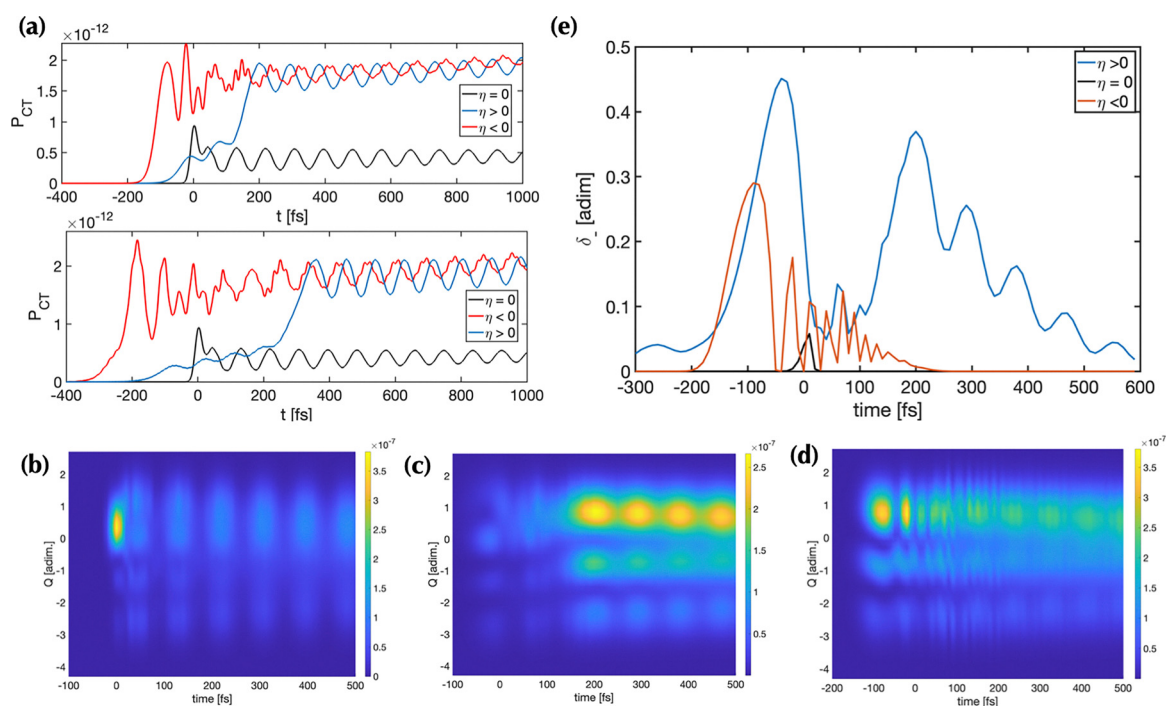 (a)
×10⁻¹²
P_CT
2
1.5
1
0.5
0
η = 0
η > 0
η < 0
-400 -200 0 200 400 600 800 1000
t [fs]
×10⁻¹²
P_CT
2
1
0
η = 0
η < 0
η > 0
-400 -200 0 200 400 600 800 1000
t [fs]
(e)
δ_- [adim]
0.5
0.4
0.3
0.2
0.1
0
η >0
η = 0
η <0
-300 -200 -100 0 100 200 300 400 500 600
time [fs]
(b)
×10⁻⁷
Q [adim.]
2
1
0
-1
-2
-3
-4
-100 0 100 200 300 400 500
time [fs]
3.5
3
2.5
2
1.5
1
0.5
0
(c)
×10⁻⁷
Q [adim.]
2
1
0
-1
-2
-3
-4
-100 0 100 200 300 400 500
time [fs]
2.5
2
1.5
1
0.5
(d)
×10⁻⁷
Q [adim.]
2
1
0
-1
-2
-3
-4
-200 -100 0 100 200 300 400 500
time [fs]
3.5
3
2.5
2
1.5
1
0.5